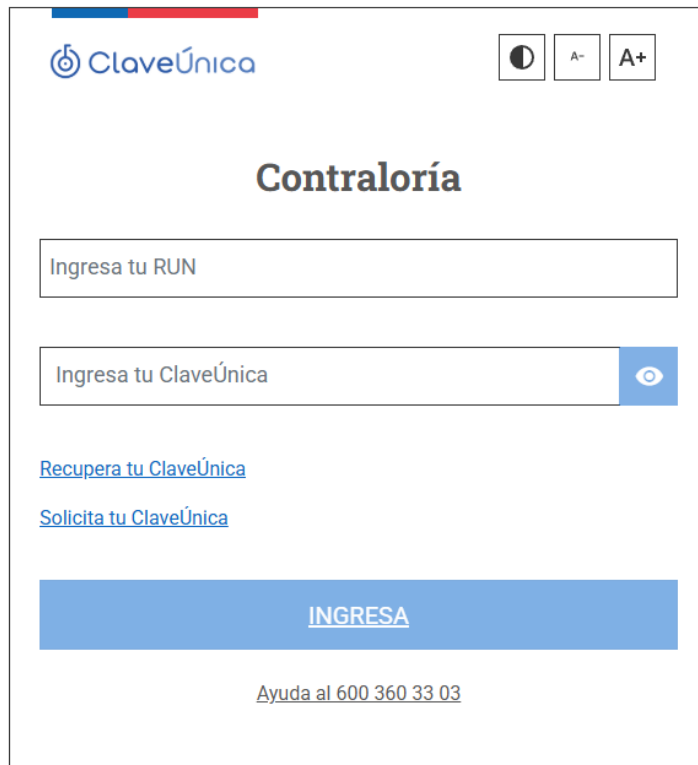 ClaveÚnica
A-
A+
Contraloría
Ingresa tu RUN
Ingresa tu ClaveÚnica
Recupera tu ClaveÚnica
Solicita tu ClaveÚnica
INGRESA
Ayuda al 600 360 33 03